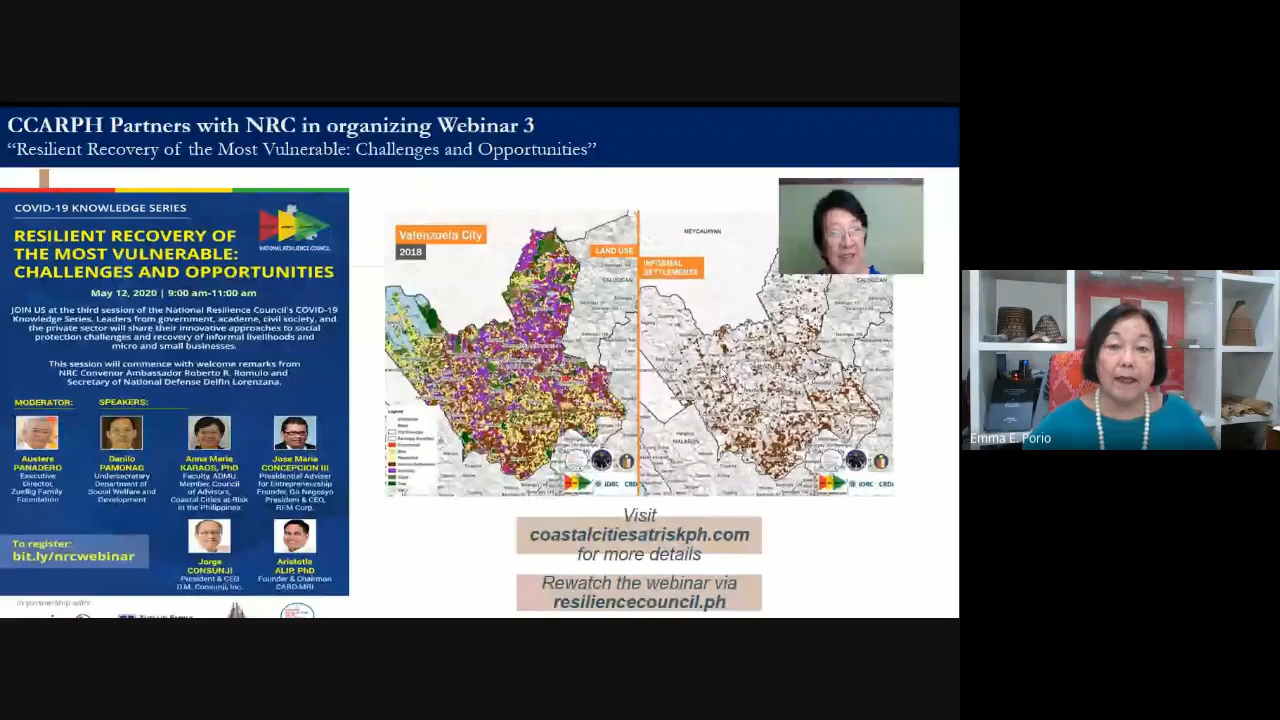 CCARPH Partners with NRC in organizing Webinar 3
“Resilient Recovery of the Most Vulnerable: Challenges and Opportunities”
COVID-19 KNOWLEDGE SERIES
NATIONAL RESILIENCE COUNCIL
RESILIENT RECOVERY OF
THE MOST VULNERABLE:
CHALLENGES AND OPPORTUNITIES
May 12, 2020 | 9:00 am-11:00 am
JOIN US at the third session of the National Resilience Council's COVID-19
Knowledge Series. Leaders from government, academe, civil society, and
the private sector will share their innovative approaches to social
protection challenges and recovery of informal livelihoods and
micro and small businesses.
This session will commence with welcome remarks from
NRC Convenor Ambassador Roberto R. Romulo and
Secretary of National Defense Delfin Lorenzana.
MODERATOR:
SPEAKERS:
Austere
PANADERO
Executive
Director,
Zuellig Family
Foundation
Danilo
PAMONAG
Undersecretary
Department of
Social Welfare and
Development
Anna Marie
KARAOS, PhD
Faculty, ADMU
Member, Council
of Advisors,
Coastal Cities at Risk
in the Philippines
Jose Maria
CONCEPCION III
Presidential Adviser
for Entrepreneurship
Founder, Go Negosyo
President & CEO,
RFM Corp.
Jorge
CONSUNJI
President & CEO
D.M. Consunji, Inc.
Aristotle
ALIP, PhD
Founder & Chairman
CARD-MRI
To register:
bit.ly/nrcwebinar
In partnership with:
Valenzuela City
2018
LAND USE
INFORMAL
SETTLEMENTS
MEYCAUAYAN
CALOOCAN
MALABON
Legend
IDRC CRDI
IDRC
Visit
coastalcitiesatriskph.com
for more details
Rewatch the webinar via
resiliencecouncil.ph
Emma E. Porio